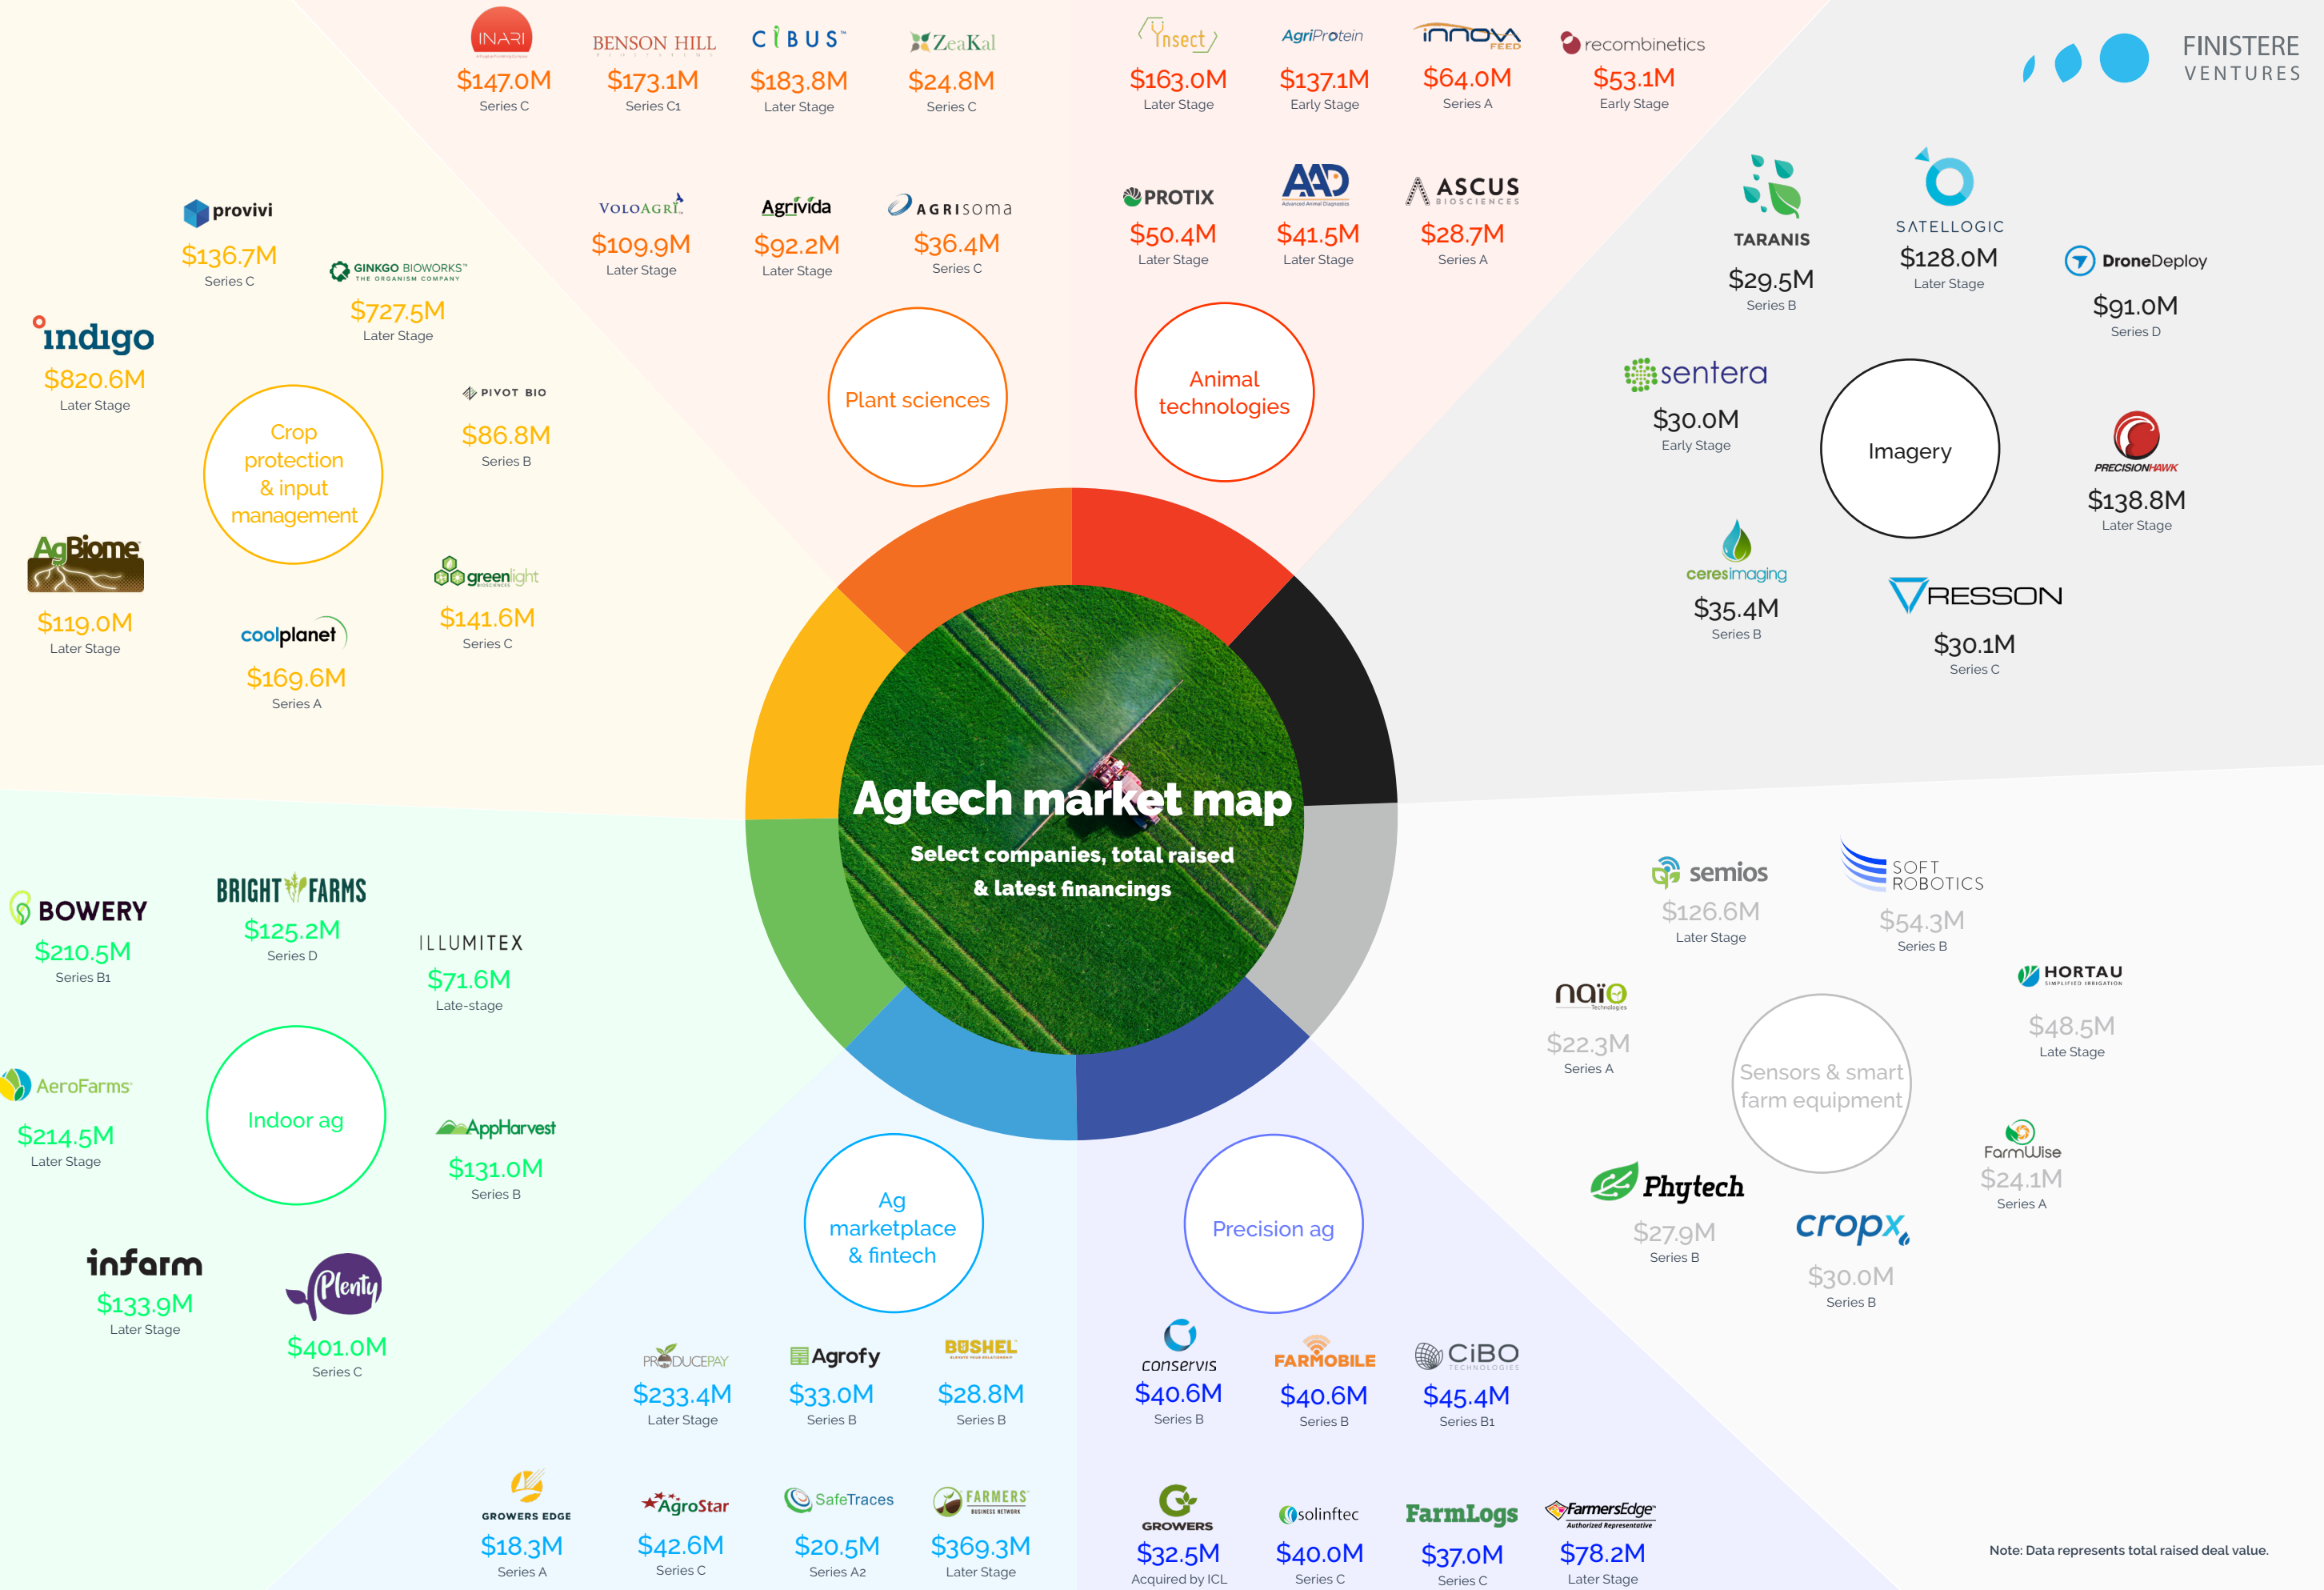 FINISTERE
VENTURES
INARI
$147.0M
Series C
BENSON HILL
$173.1M
Series C1
CIBUS™
$183.8M
Later Stage
ZeaKal
$24.8M
Series C
VOLOAGRI
$109.9M
Later Stage
Agrivida
$92.2M
Later Stage
AGRISOMA
$36.4M
Series C
Plant sciences
Ynsect
$163.0M
Later Stage
AgriProtein
$137.1M
Early Stage
innova
FEED
$64.0M
Series A
recombinetics
$53.1M
Early Stage
PROTIX
$50.4M
Later Stage
AAD
Advanced Animal Diagnostics
$41.5M
Later Stage
ASCUS
BIOSCIENCES
$28.7M
Series A
Animal
technologies
TARANIS
$29.5M
Series B
SATELLOGIC
$128.0M
Later Stage
DroneDeploy
$91.0M
Series D
sentera
$30.0M
Early Stage
Imagery
PRECISIONHAWK
$138.8M
Later Stage
ceresimaging
$35.4M
Series B
RESSON
$30.1M
Series C
provivi
$136.7M
Series C
GINKGO BIOWORKS™
THE ORGANISM COMPANY
$727.5M
Later Stage
indigo
$820.6M
Later Stage
PIVOT BIO
$86.8M
Series B
Crop
protection
& input
management
AgBiome
$119.0M
Later Stage
greenlight
BIOSCIENCES
$141.6M
Series C
coolplanet
$169.6M
Series A
Agtech market map
Select companies, total raised
& latest financings
BOWERY
$210.5M
Series B1
BRIGHT FARMS
$125.2M
Series D
ILLUMITEX
$71.6M
Late-stage
AeroFarms
$214.5M
Later Stage
Indoor ag
AppHarvest
$131.0M
Series B
infarm
$133.9M
Later Stage
Plenty
$401.0M
Series C
semios
$126.6M
Later Stage
SOFT
ROBOTICS
$54.3M
Series B
HORTAU
SIMPLIFIED IRRIGATION
$48.5M
Late Stage
naïo
Technologies
$22.3M
Series A
Sensors & smart
farm equipment
FarmWise
$24.1M
Series A
Phytech
$27.9M
Series B
cropx
$30.0M
Series B
Ag
marketplace
& fintech
PRODUCEPAY
$233.4M
Later Stage
Agrofy
$33.0M
Series B
BUSHEL
$28.8M
Series B
GROWERS EDGE
$18.3M
Series A
AgroStar
$42.6M
Series C
SafeTraces
$20.5M
Series A2
FARMERS
BUSINESS NETWORK
$369.3M
Later Stage
Precision ag
conservis
$40.6M
Series B
FARMOBILE
$40.6M
Series B
CiBO
TECHNOLOGIES
$45.4M
Series B1
GROWERS
$32.5M
Acquired by ICL
solinftec
$40.0M
Series C
FarmLogs
$37.0M
Series C
FarmersEdge™
Authorized Representative
$78.2M
Later Stage
Note: Data represents total raised deal value.